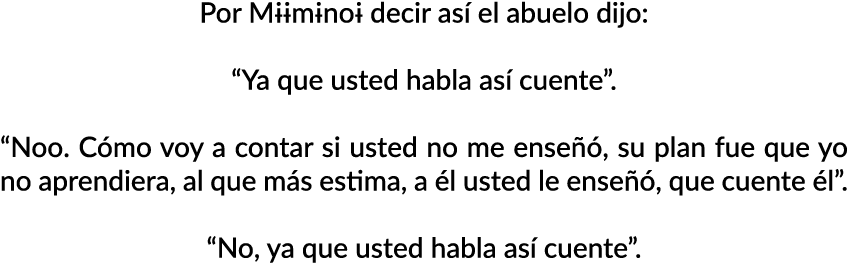 Por Mɨɨmɨnoɨ decir así el abuelo dijo:
“Ya que usted habla así cuente”.
“Noo. Cómo voy a contar si usted no me enseñó, su plan fue que yo
no aprendiera, al que más estima, a él usted le enseñó, que cuente él”.
“No, ya que usted habla así cuente”.